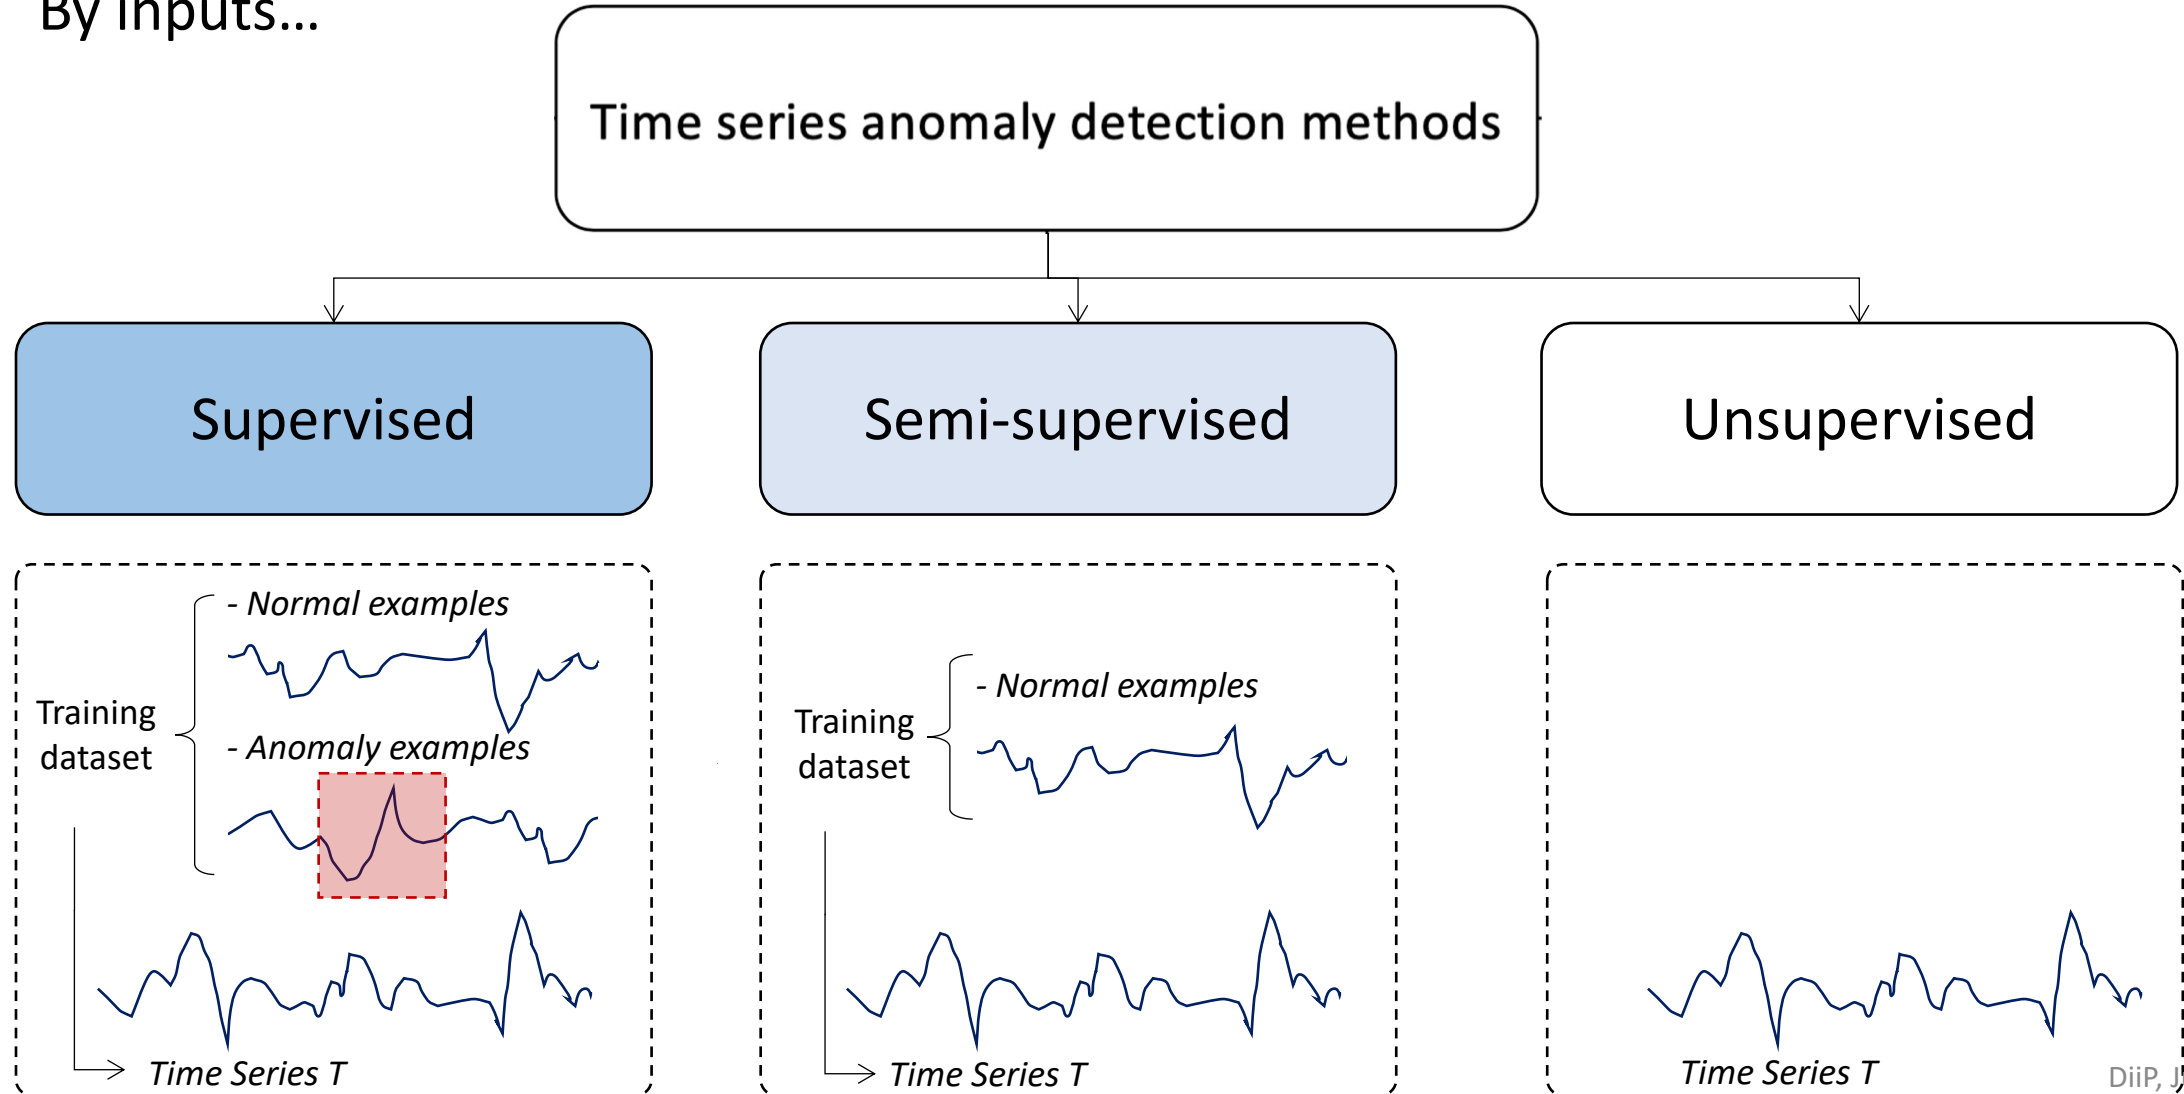 By inputs...
Time series anomaly detection methods
Supervised
Semi-supervised
Unsupervised
- Normal examples
- Anomaly examples
Training
dataset
Time Series T
- Normal examples
Training
dataset
Time Series T
Time Series T
DiiP,